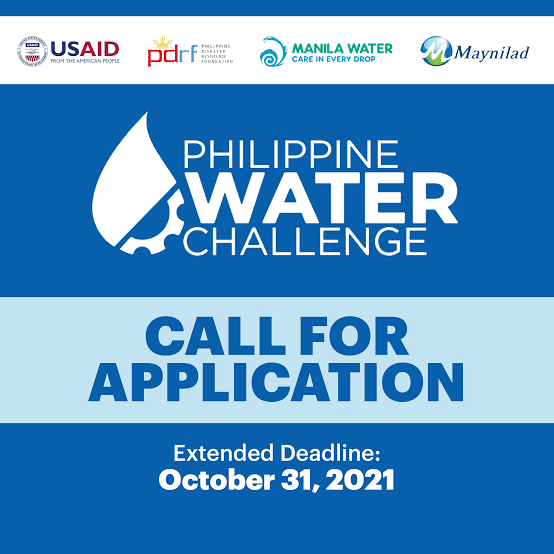 USAID
FROM THE AMERICAN PEOPLE
pdrf
PHILIPPINE
DISASTER
RESILIENCE
FOUNDATION
MANILA WATER
CARE IN EVERY DROP
Maynilad
PHILIPPINE
WATER
CHALLENGE
CALL FOR
APPLICATION
Extended Deadline:
October 31, 2021